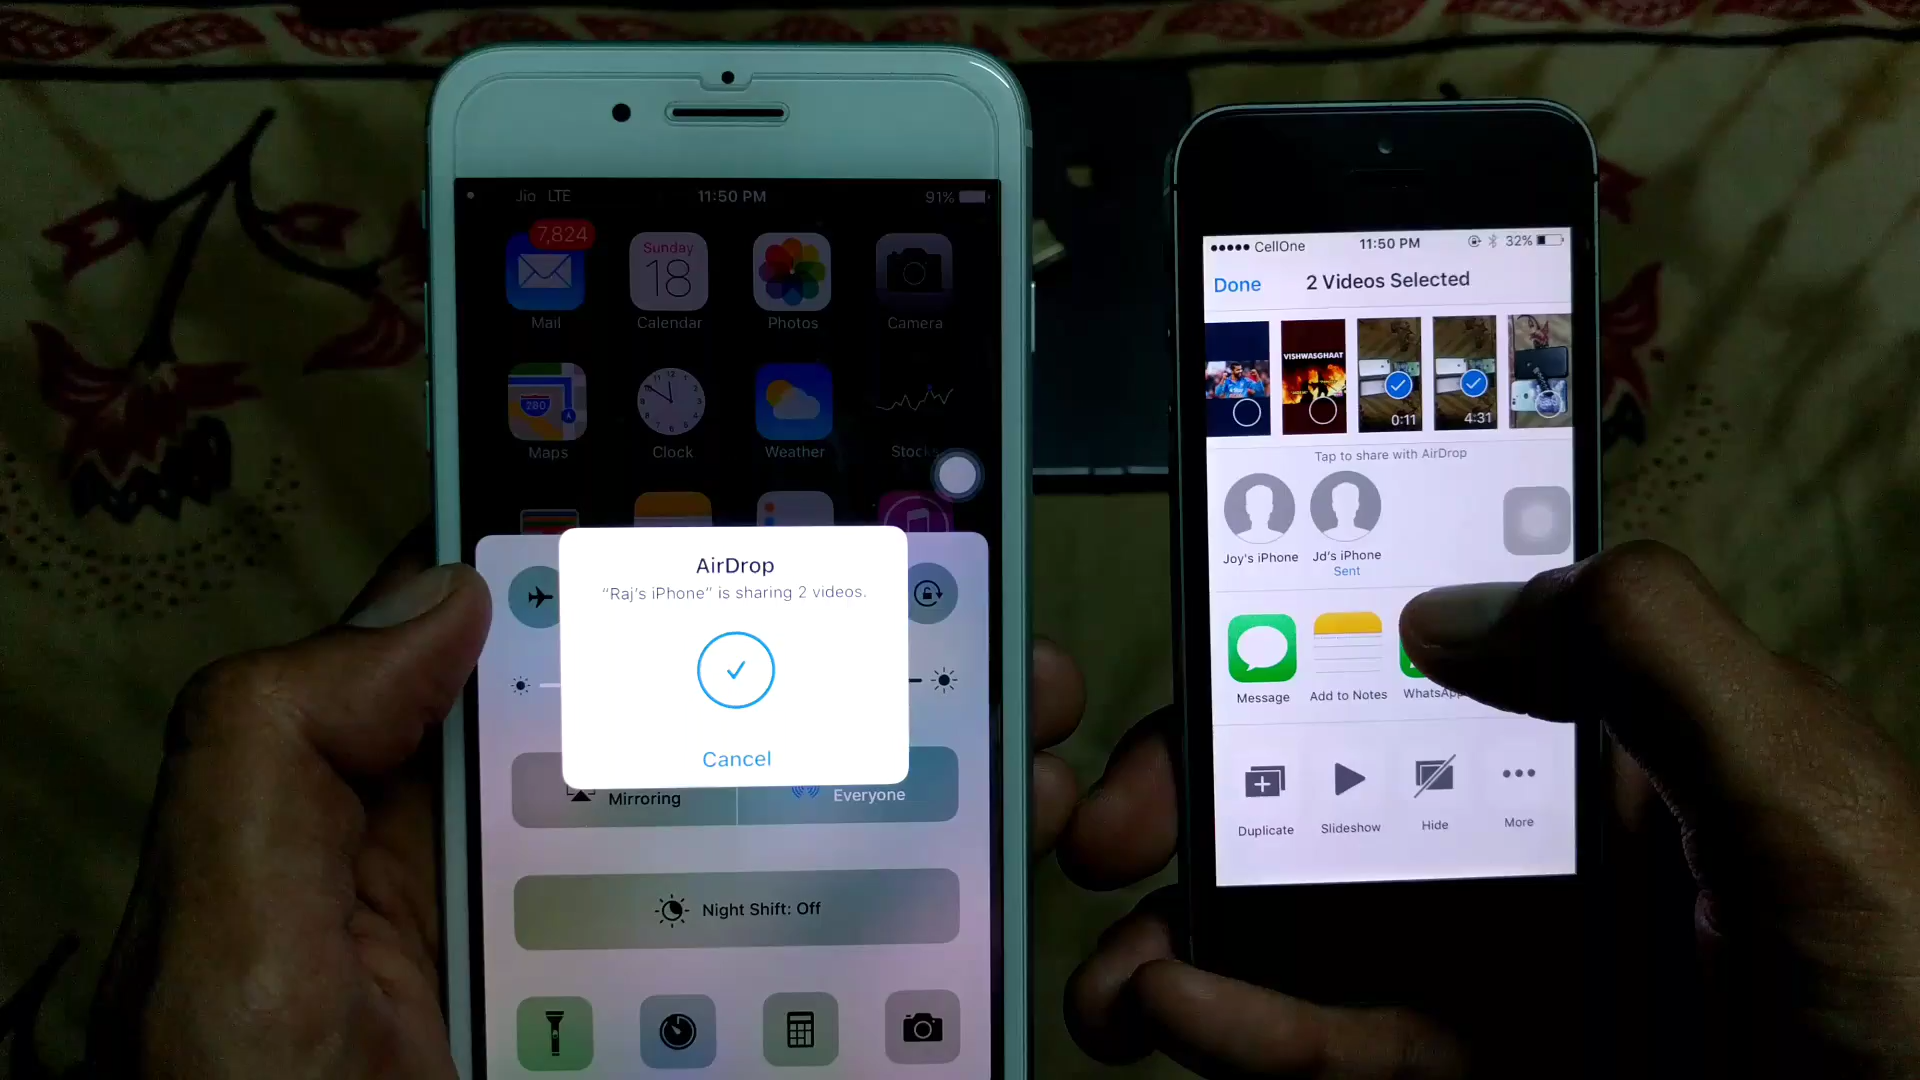 Jio LTE 11:50 PM 91%
7,824
Sunday
18
Mail Calendar Photos Camera
280
Maps Clock Weather Stocks
AirDrop
“Raj’s iPhone” is sharing 2 videos.
Cancel
Mirroring Everyone
Night Shift: Off
CellOne 11:50 PM 32%
Done 2 Videos Selected
VISHWASGHAAT
0:11 4:31
Tap to share with AirDrop
Joy's iPhone Jd's iPhone
Sent
Message Add to Notes WhatsApp
Duplicate Slideshow Hide More